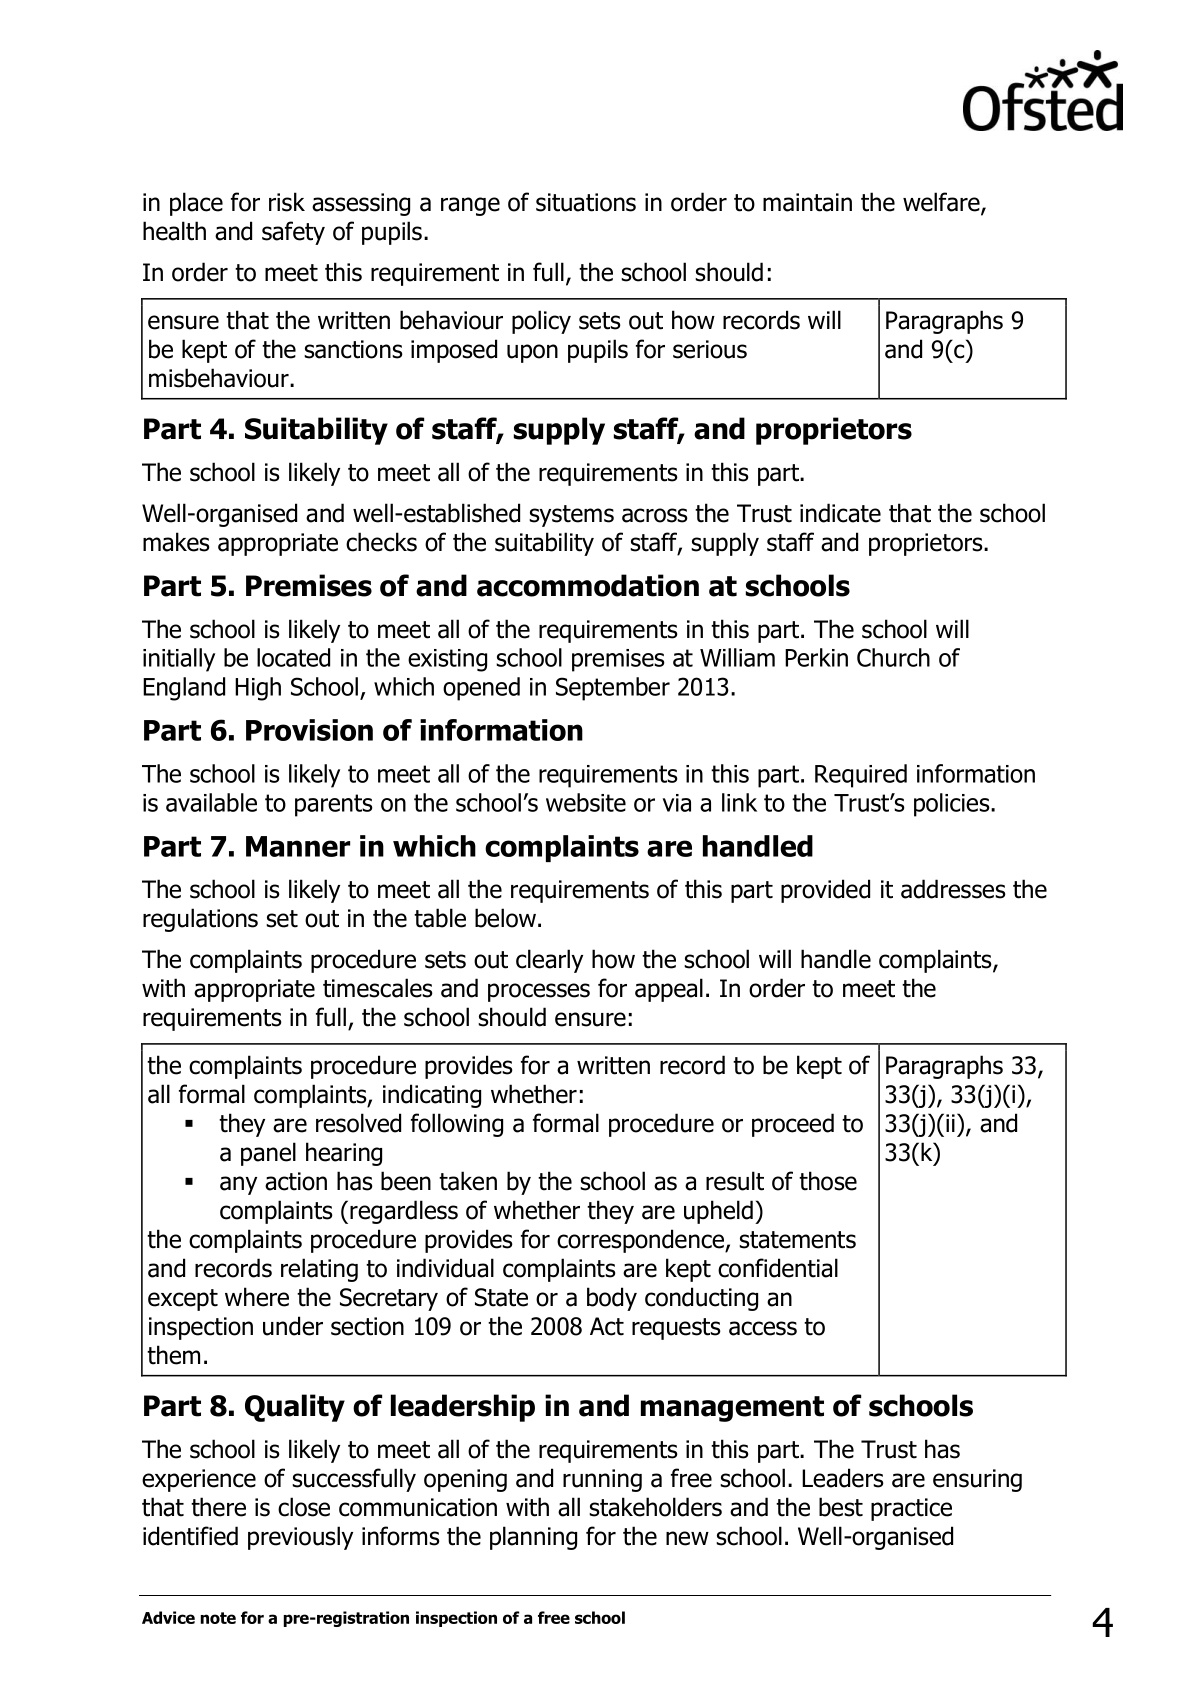 Ofsted
in place for risk assessing a range of situations in order to maintain the welfare,
health and safety of pupils.
In order to meet this requirement in full, the school should:
ensure that the written behaviour policy sets out how records will
be kept of the sanctions imposed upon pupils for serious
misbehaviour.
Paragraphs 9
and 9(c)
Part 4. Suitability of staff, supply staff, and proprietors
The school is likely to meet all of the requirements in this part.
Well-organised and well-established systems across the Trust indicate that the school
makes appropriate checks of the suitability of staff, supply staff and proprietors.
Part 5. Premises of and accommodation at schools
The school is likely to meet all of the requirements in this part. The school will
initially be located in the existing school premises at William Perkin Church of
England High School, which opened in September 2013.
Part 6. Provision of information
The school is likely to meet all of the requirements in this part. Required information
is available to parents on the school’s website or via a link to the Trust’s policies.
Part 7. Manner in which complaints are handled
The school is likely to meet all the requirements of this part provided it addresses the
regulations set out in the table below.
The complaints procedure sets out clearly how the school will handle complaints,
with appropriate timescales and processes for appeal. In order to meet the
requirements in full, the school should ensure:
the complaints procedure provides for a written record to be kept of
all formal complaints, indicating whether:
▪ they are resolved following a formal procedure or proceed to
a panel hearing
▪ any action has been taken by the school as a result of those
complaints (regardless of whether they are upheld)
the complaints procedure provides for correspondence, statements
and records relating to individual complaints are kept confidential
except where the Secretary of State or a body conducting an
inspection under section 109 or the 2008 Act requests access to
them.
Paragraphs 33,
33(j), 33(j)(i),
33(j)(ii), and
33(k)
Part 8. Quality of leadership in and management of schools
The school is likely to meet all of the requirements in this part. The Trust has
experience of successfully opening and running a free school. Leaders are ensuring
that there is close communication with all stakeholders and the best practice
identified previously informs the planning for the new school. Well-organised
Advice note for a pre-registration inspection of a free school
4